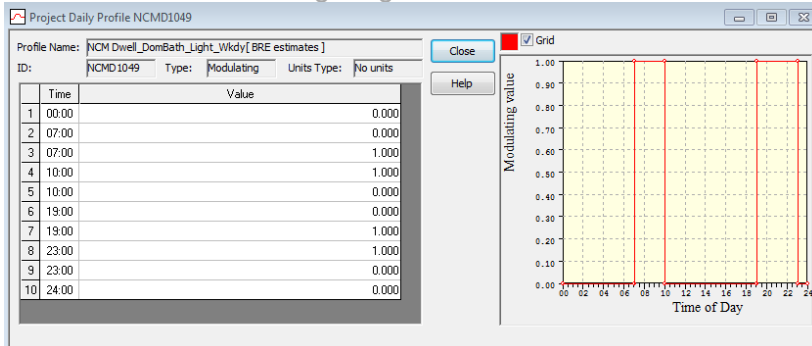 Project Daily Profile NCMD1049
Profile Name: NCM Dwell_DomBath_Light_Wkdy[ BRE estimates ]
ID: NCMD1049 Type: Modulating Units Type: No units
Close
Help
Time Value
1 00:00 0.000
2 07:00 0.000
3 07:00 1.000
4 10:00 1.000
5 10:00 0.000
6 19:00 0.000
7 19:00 1.000
8 23:00 1.000
9 23:00 0.000
10 24:00 0.000
Grid
Modulating value
1.00
0.90
0.80
0.70
0.60
0.50
0.40
0.30
0.20
0.10
0.00
00 02 04 06 08 10 12 14 16 18 20 22 24
Time of Day